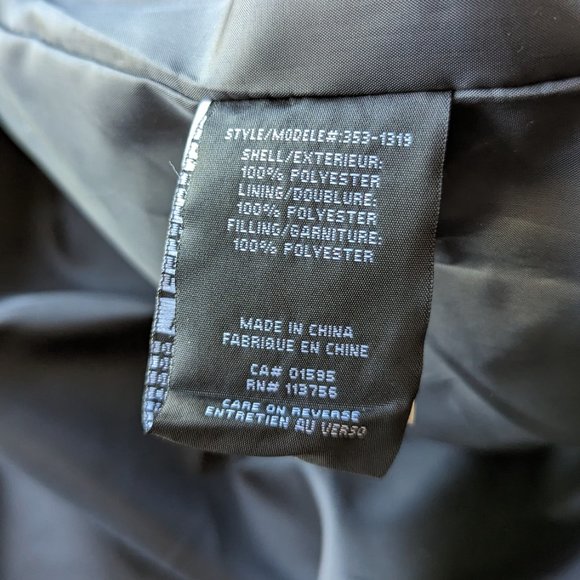 STYLE/MODELE#:353-1319
SHELL/EXTERIEUR:
100% POLYESTER
LINING/DOUBLURE:
100% POLYESTER
FILLING/GARNITURE:
100% POLYESTER
MADE IN CHINA
FABRIQUE EN CHINE
CA# 01595
RN# 113756
CARE ON REVERSE
ENTRETIEN AU VERSO